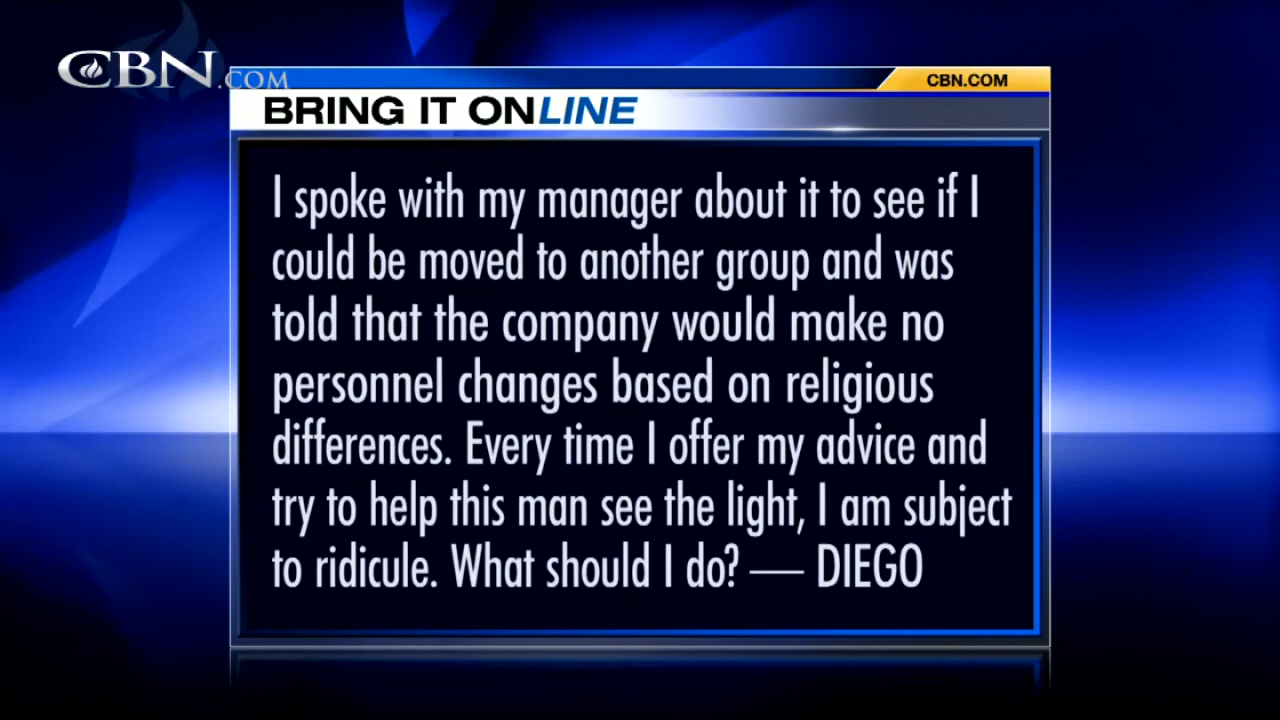 CBN.COM
CBN.COM
BRING IT ONLINE
I spoke with my manager about it to see if I
could be moved to another group and was
told that the company would make no
personnel changes based on religious
differences. Every time I offer my advice and
try to help this man see the light, I am subject
to ridicule. What should I do? — DIEGO